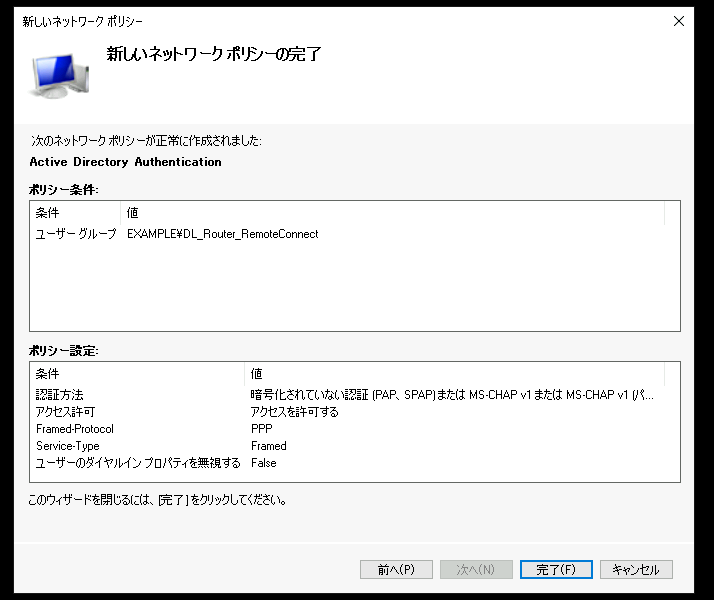 新しいネットワーク ポリシー
新しいネットワーク ポリシーの完了
次のネットワーク ポリシーが正常に作成されました:
Active Directory Authentication
ポリシー条件:
条件 値
ユーザー グループ EXAMPLE¥DL_Router_RemoteConnect
ポリシー設定:
条件 値
認証方法 暗号化されていない認証 (PAP、SPAP) または MS-CHAP v1 または MS-CHAP v1 (パ...
アクセス許可 アクセスを許可する
Framed-Protocol PPP
Service-Type Framed
ユーザーのダイヤルイン プロパティを無視する False
このウィザードを閉じるには、[完了] をクリックしてください。
前へ(P) 次へ(N) 完了(F) キャンセル